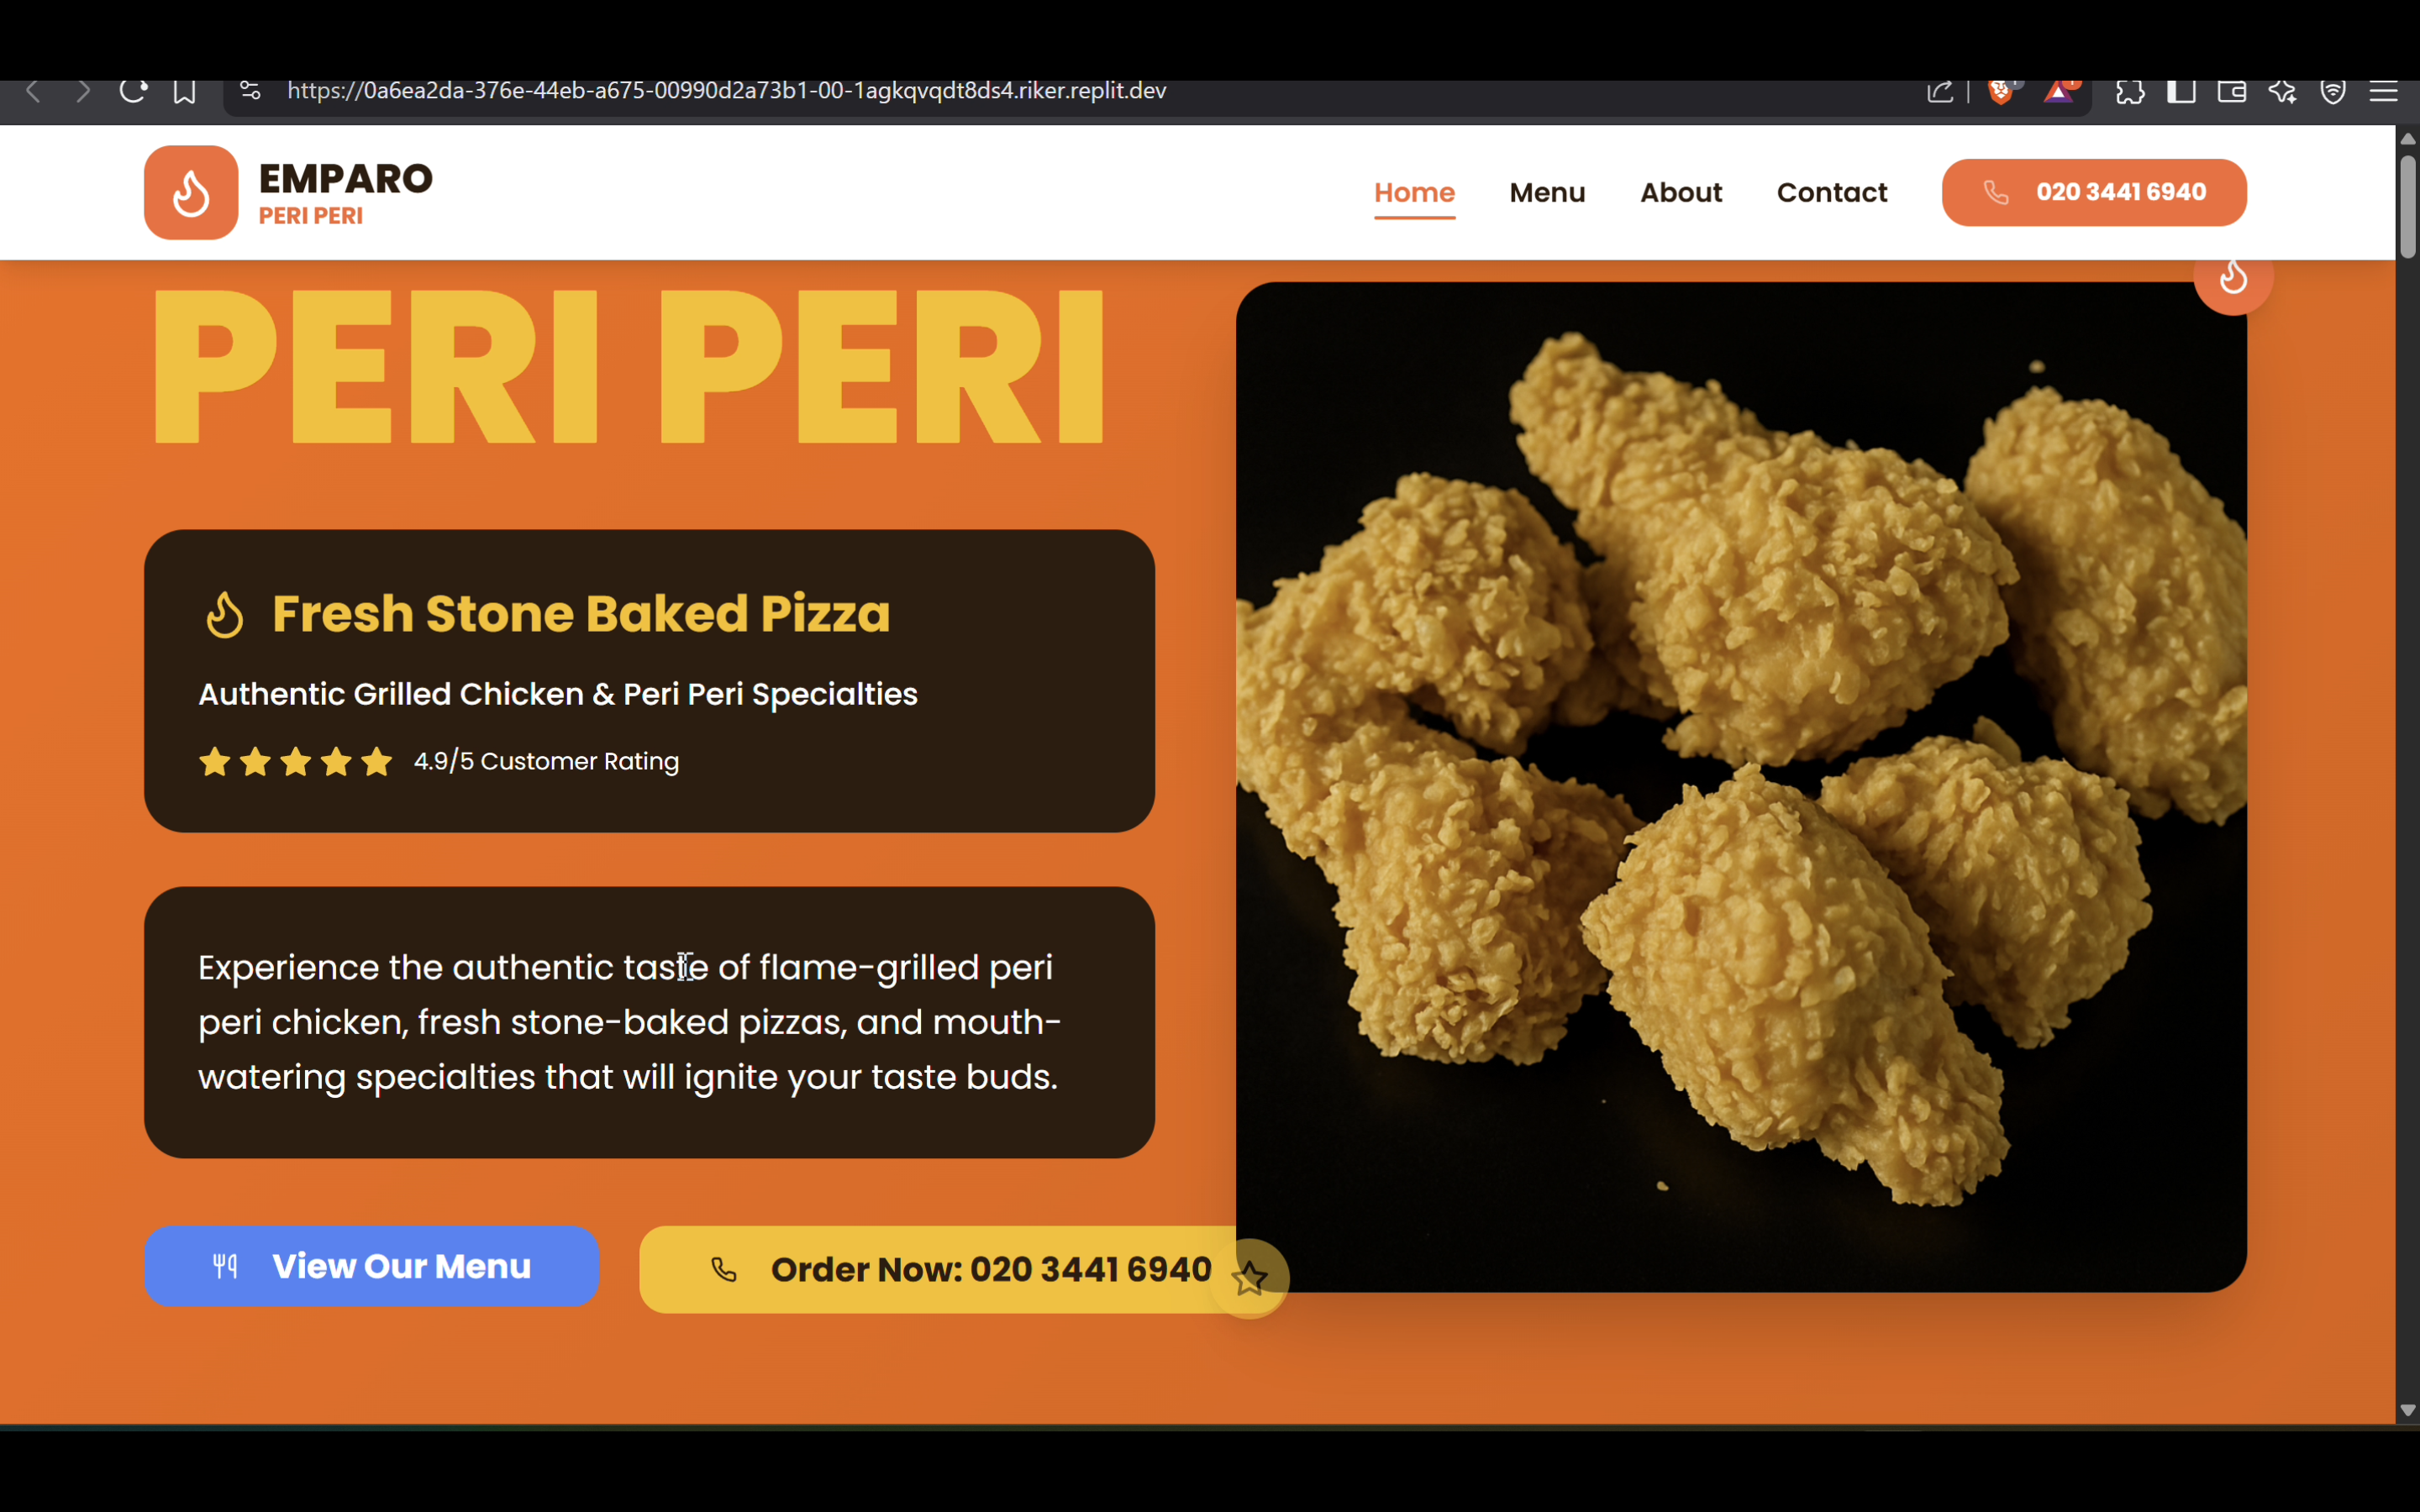 https://0a6ea2da-376e-44eb-a675-00990d2a73b1-00-1agkqvqdt8ds4.riker.replit.dev
EMPARO
PERI PERI
Home
Menu
About
Contact
020 3441 6940
PERI PERI
Fresh Stone Baked Pizza
Authentic Grilled Chicken & Peri Peri Specialties
4.9/5 Customer Rating
Experience the authentic taste of flame-grilled peri
peri chicken, fresh stone-baked pizzas, and mouth-
watering specialties that will ignite your taste buds.
View Our Menu
Order Now: 020 3441 6940